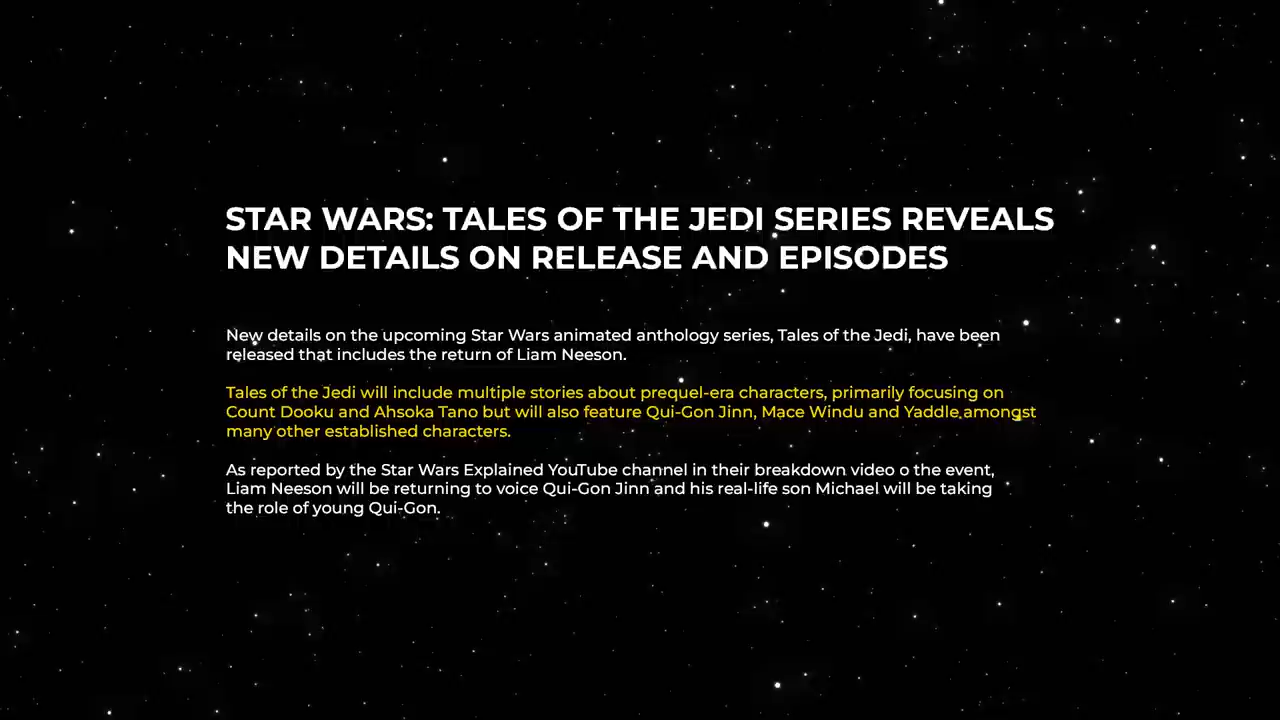 STAR WARS: TALES OF THE JEDI SERIES REVEALS
NEW DETAILS ON RELEASE AND EPISODES
New details on the upcoming Star Wars animated anthology series, Tales of the Jedi, have been
released that includes the return of Liam Neeson.
Tales of the Jedi will include multiple stories about prequel-era characters, primarily focusing on
Count Dooku and Ahsoka Tano but will also feature Qui-Gon Jinn, Mace Windu and Yaddle amongst
many other established characters.
As reported by the Star Wars Explained YouTube channel in their breakdown video o the event,
Liam Neeson will be returning to voice Qui-Gon Jinn and his real-life son Michael will be taking
the role of young Qui-Gon.